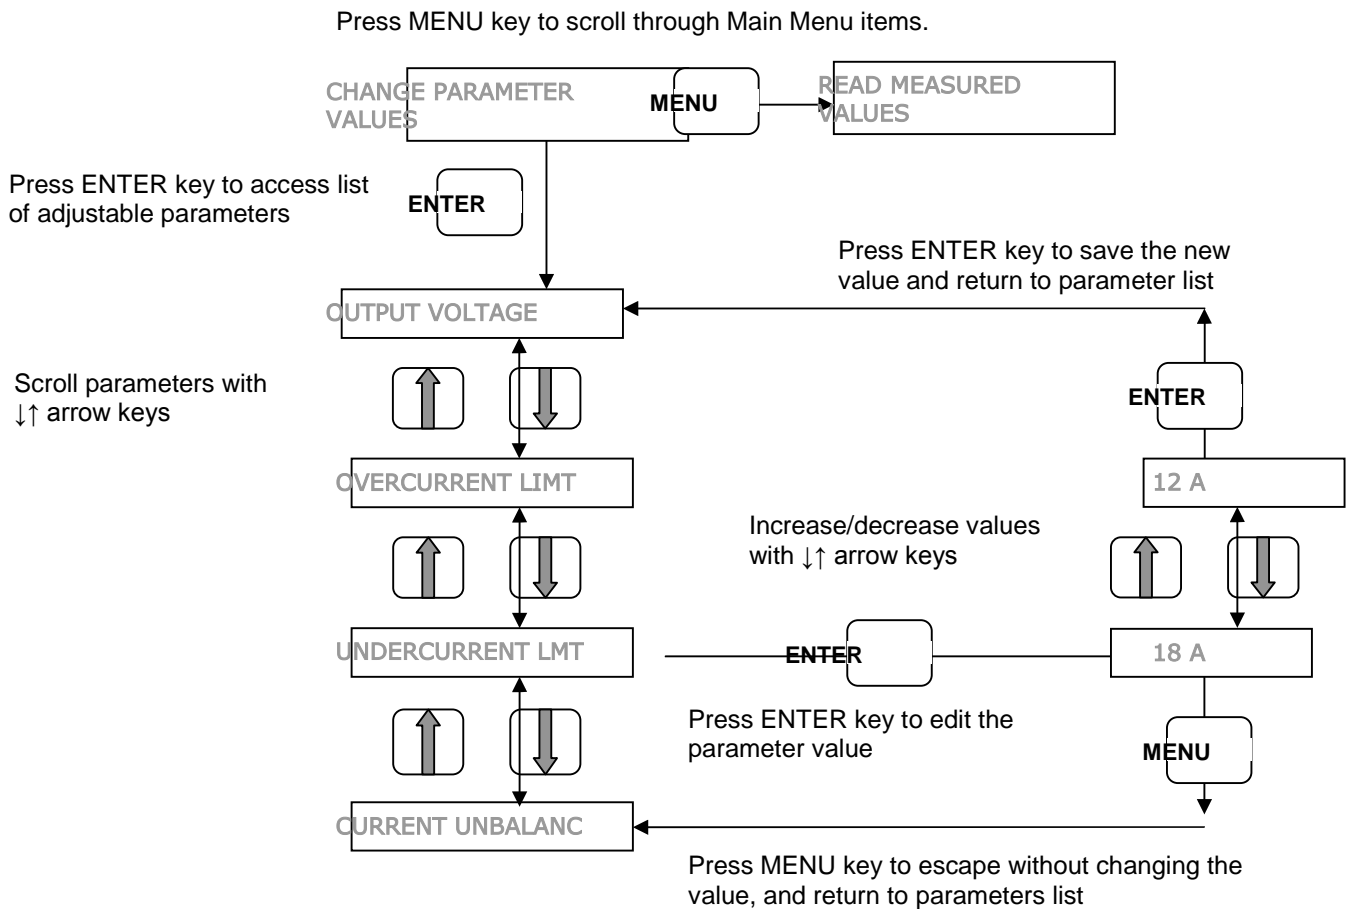 Press MENU key to scroll through Main Menu items.
CHANGE PARAMETER
VALUES
MENU
READ MEASURED
VALUES
Press ENTER key to access list
of adjustable parameters
ENTER
Press ENTER key to save the new
value and return to parameter list
OUTPUT VOLTAGE
Scroll parameters with
↓↑ arrow keys
ENTER
OVERCURRENT LIMT
12 A
Increase/decrease values
with ↓↑ arrow keys
UNDERCURRENT LMT
ENTER
18 A
Press ENTER key to edit the
parameter value
MENU
CURRENT UNBALANC
Press MENU key to escape without changing the
value, and return to parameters list